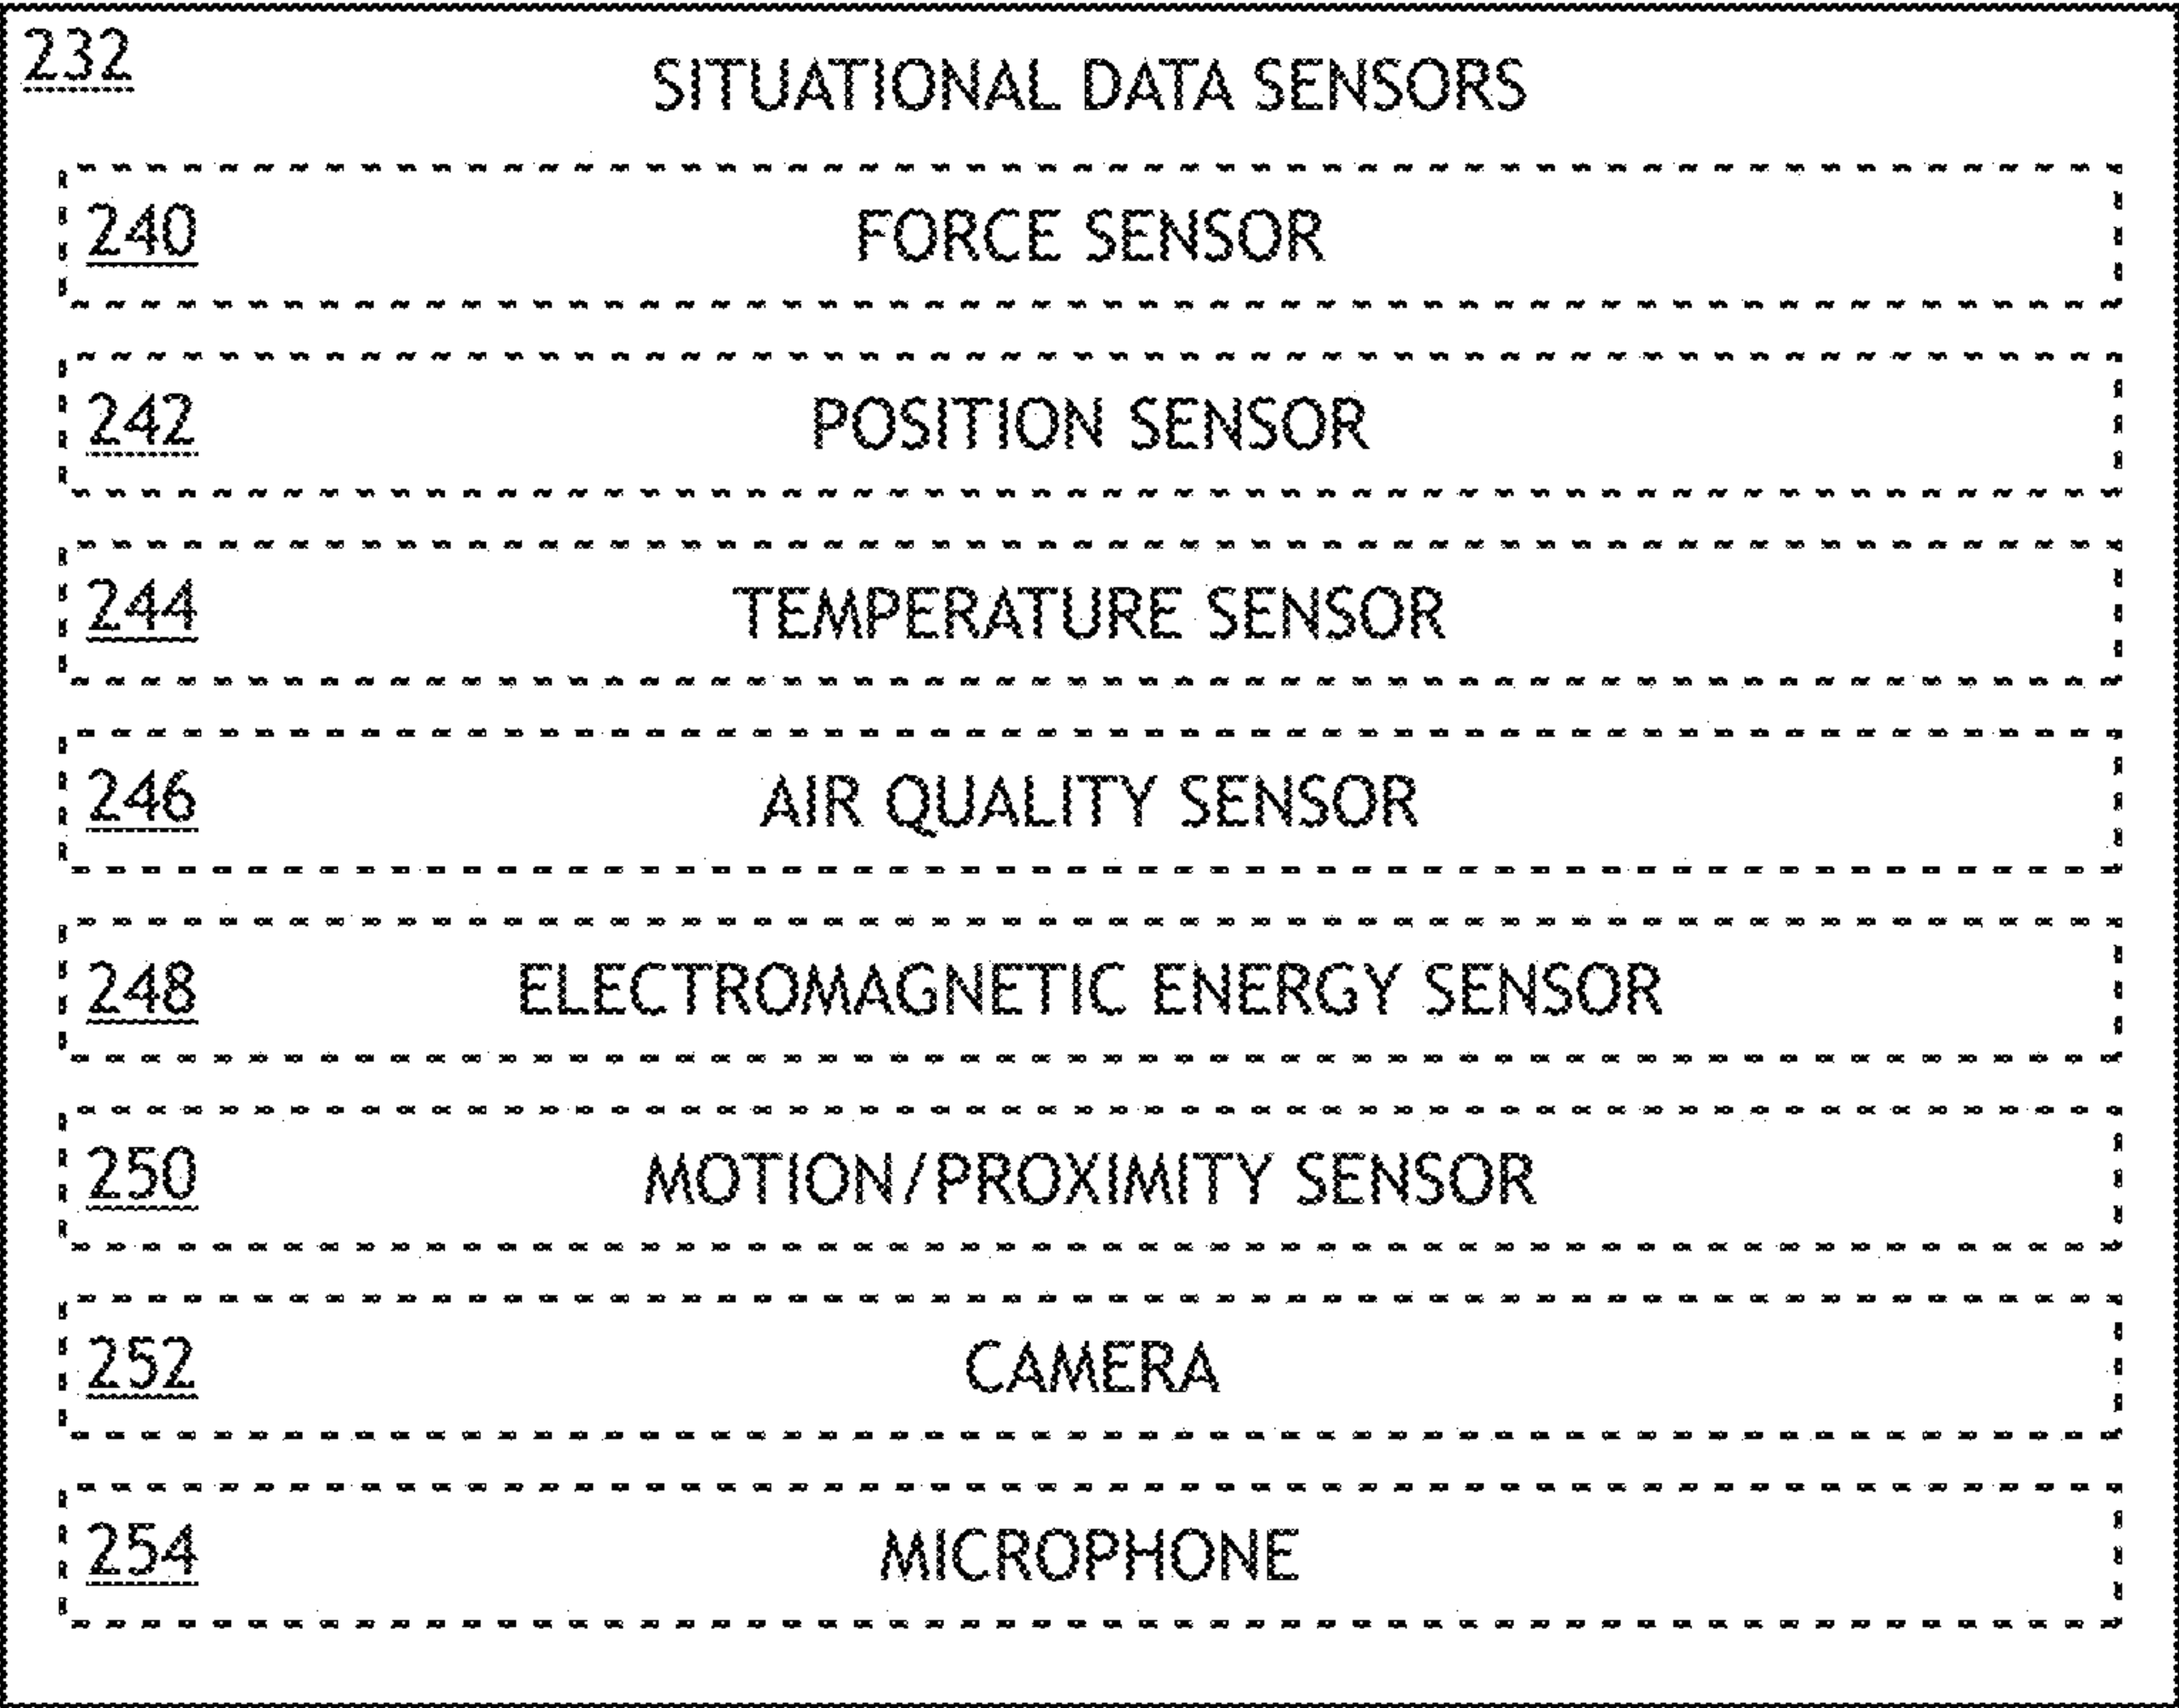 232 SITUATIONAL DATA SENSORS
240 FORCE SENSOR
242 POSITION SENSOR
244 TEMPERATURE SENSOR
246 AIR QUALITY SENSOR
248 ELECTROMAGNETIC ENERGY SENSOR
250 MOTION/PROXIMITY SENSOR
252 CAMERA
254 MICROPHONE